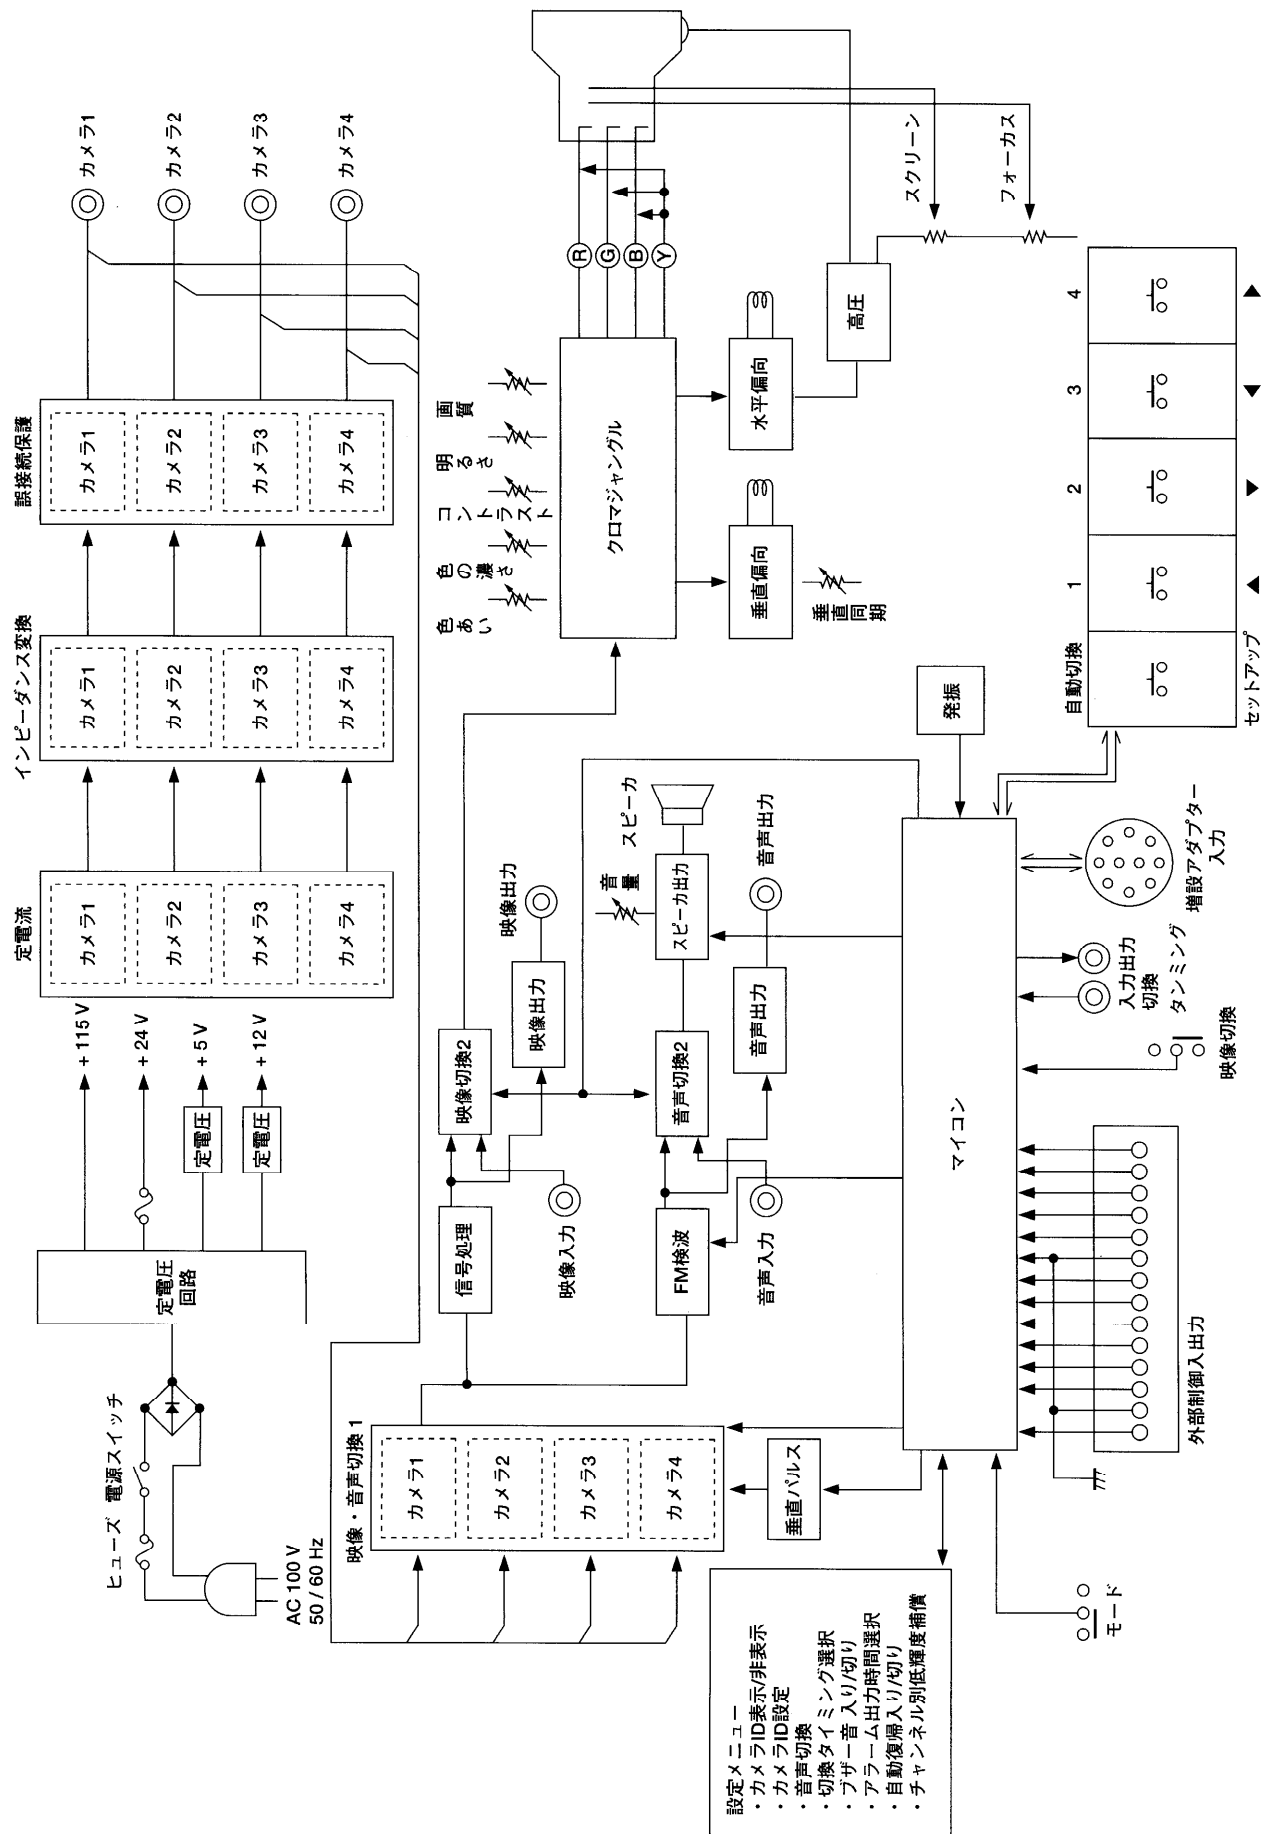 ヒューズ 電源スイッチ
AC 100 V
50 / 60 Hz
定電圧
回路
定電圧
定電圧
+ 115 V
+ 24 V
+ 5 V
+ 12 V
定電流
カメラ1
カメラ2
カメラ3
カメラ4
インピーダンス変換
カメラ1
カメラ2
カメラ3
カメラ4
誤接続保護
カメラ1
カメラ2
カメラ3
カメラ4
カメラ1
カメラ2
カメラ3
カメラ4
映像・音声切換 1
カメラ1
カメラ2
カメラ3
カメラ4
垂直パルス
信号処理
FM検波
映像入力
音声入力
映像切換2
音声切換2
映像出力
映像出力
音声出力
音声出力
スピーカ出力
音量
スピーカ
色あい
色の濃さ
コントラスト
明るさ
画質
クロマジャングル
R
G
B
Y
垂直偏向
垂直同期
水平偏向
高圧
スクリーン
フォーカス
発振
マイコン
設定メニュー
・カメラID表示/非表示
・カメラID設定
・音声切換
・切換タイミング選択
・ブザー音 入り/切り
・アラーム出力時間選択
・自動復帰入り/切り
・チャンネル別低輝度補償
モード
外部制御入出力
映像切換
入力出力
切換
タンミング
増設アダプター
入力
自動切換
1
2
3
4
セットアップ
▲
▼
▼
▲